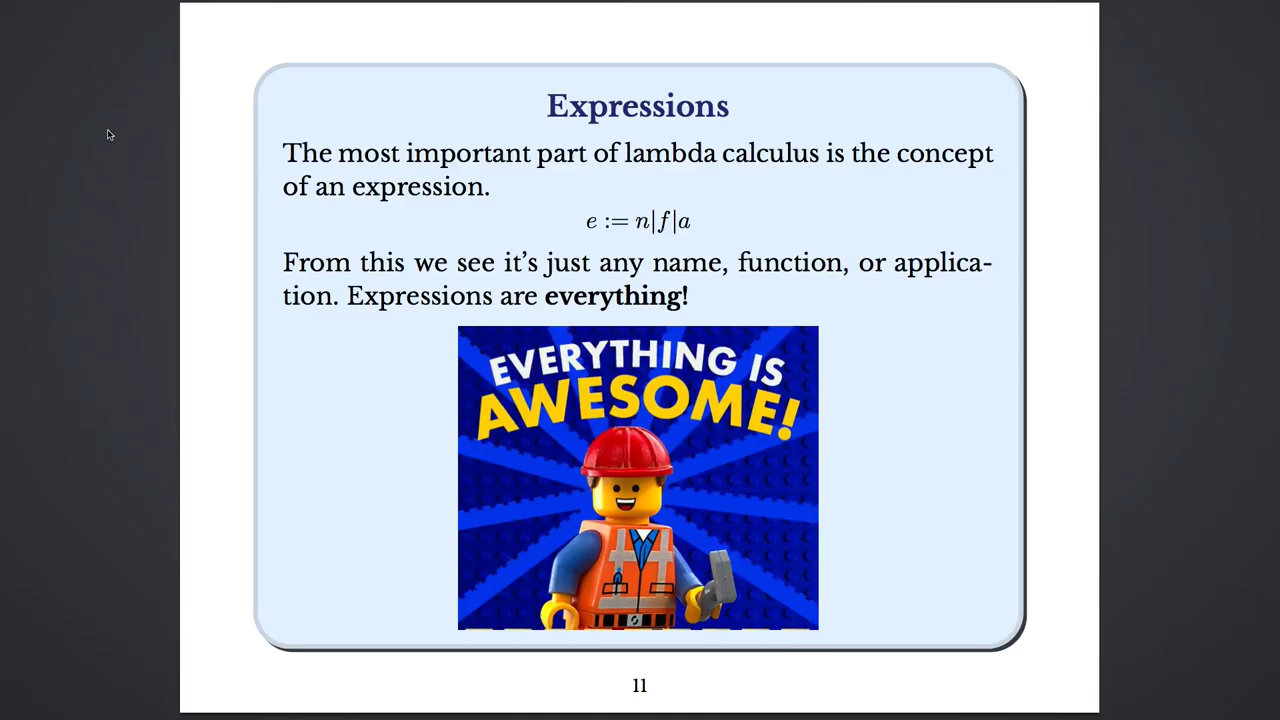 Expressions
The most important part of lambda calculus is the concept
of an expression.
e := n|f|a
From this we see it's just any name, function, or applica-
tion. Expressions are everything!
EVERYTHING IS
AWESOME!
11